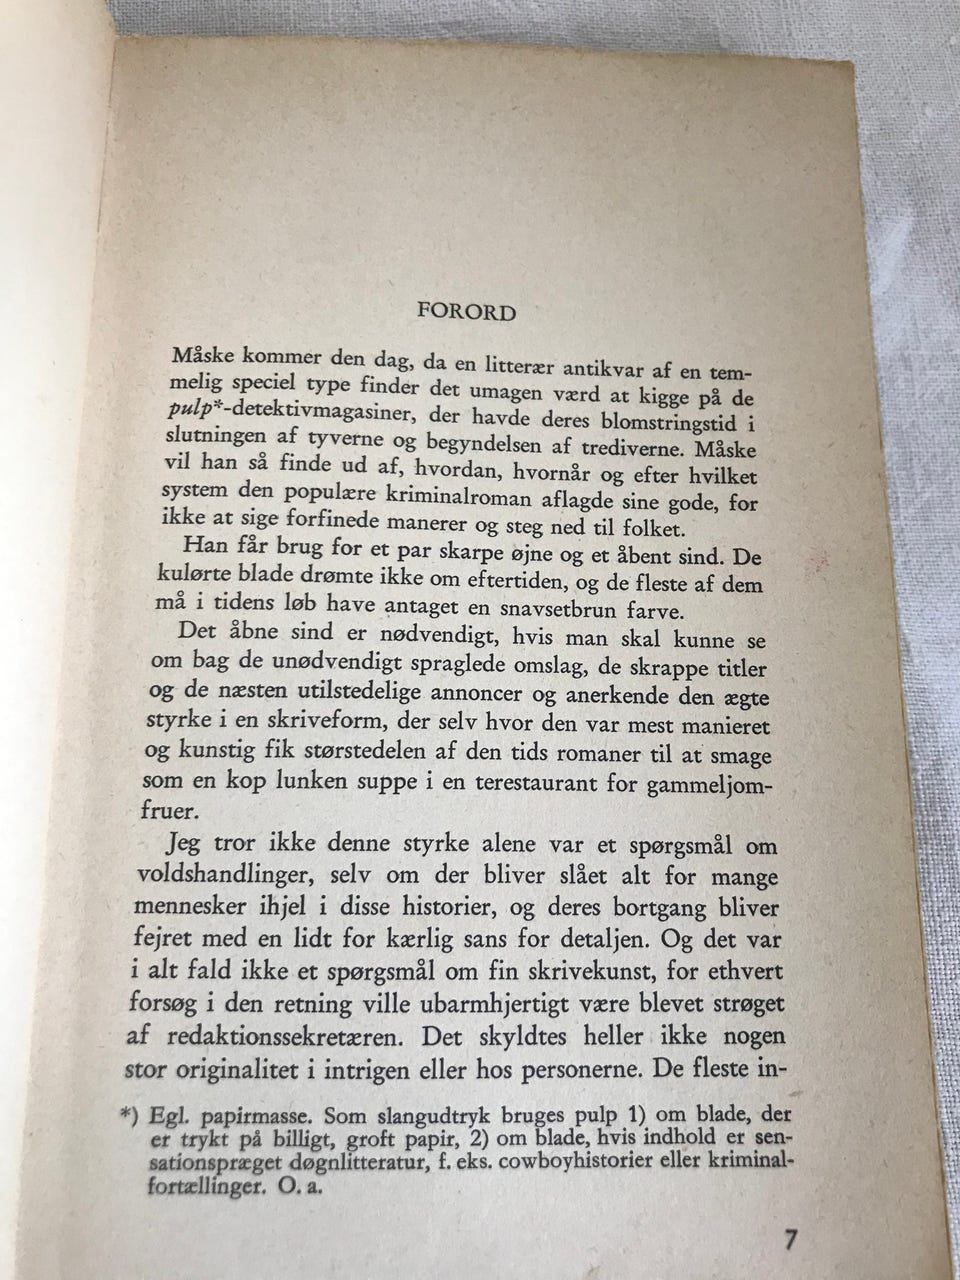 FORORD
Måske kommer den dag, da en litterær antikvar af en tem-
melig speciel type finder det umagen værd at kigge på de
pulp*-detektivmagasiner, der havde deres blomstringstid i
slutningen af tyverne og begyndelsen af trediverne. Måske
vil han så finde ud af, hvordan, hvornår og efter hvilket
system den populære kriminalroman aflagde sine gode, for
ikke at sige forfinede manerer og steg ned til folket.
Han får brug for et par skarpe øjne og et åbent sind. De
kulørte blade drømte ikke om eftertiden, og de fleste af dem
må i tidens løb have antaget en snavsetbrun farve.
Det åbne sind er nødvendigt, hvis man skal kunne se
om bag de unødvendigt spraglede omslag, de skrappe titler
og de næsten utilstedelige annoncer og anerkende den ægte
styrke i en skriveform, der selv hvor den var mest manieret
og kunstig fik størstedelen af den tids romaner til at smage
som en kop lunken suppe i en terestaurant for gammeljom-
fruer.
Jeg tror ikke denne styrke alene var et spørgsmål om
voldshandlinger, selv om der bliver slået alt for mange
mennesker ihjel i disse historier, og deres bortgang bliver
fejret med en lidt for kærlig sans for detaljen. Og det var
i alt fald ikke et spørgsmål om fin skrivekunst, for ethvert
forsøg i den retning ville ubarmhjertigt være blevet strøget
af redaktionssekretæren. Det skyldtes heller ikke nogen
stor originalitet i intrigen eller hos personerne. De fleste in-
*) Egl. papirmasse. Som slangudtryk bruges pulp 1) om blade, der
er trykt på billigt, groft papir, 2) om blade, hvis indhold er sen-
sationspræget døgnlitteratur, f. eks. cowboyhistorier eller kriminal-
fortællinger. O. a.
7